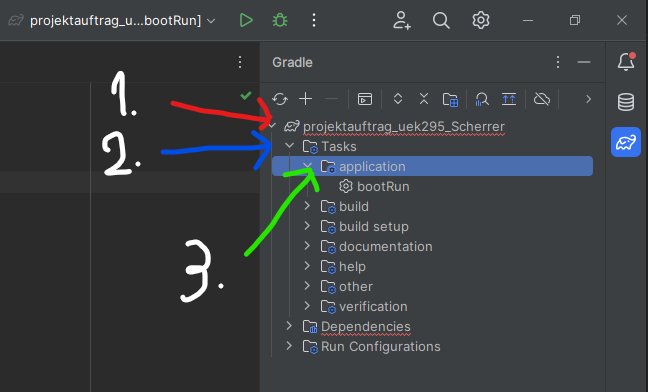 projektauftrag_u...bootRun]
Gradle
1.
projektauftrag_uek295_Scherrer
2.
Tasks
application
bootRun
build
build setup
3.
documentation
help
other
verification
Dependencies
Run Configurations